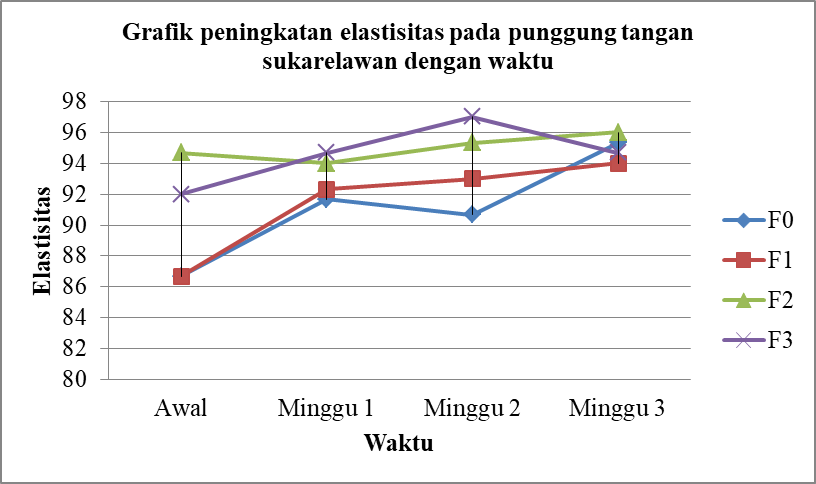 Grafik peningkatan elastisitas pada punggung tangan
sukarelawan dengan waktu
98
96
94
92
90
88
86
84
82
80
Elastisitas
Awal
Minggu 1
Minggu 2
Minggu 3
Waktu
F0
F1
F2
F3